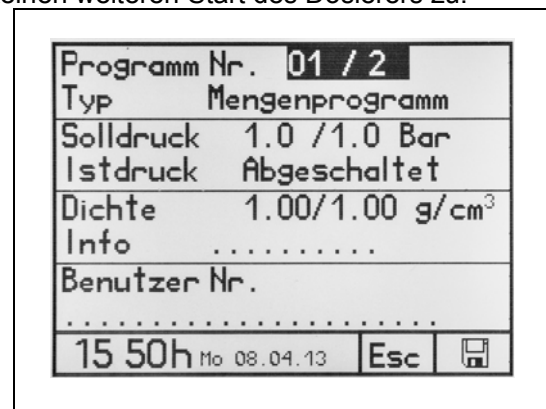 einen weiteren Start des Dosierers zu.
Programm Nr. 01 / 2
Typ Mengenprogramm
Solldruck 1.0 /1.0 Bar
Istdruck Abgeschaltet
Dichte 1.00/1.00 g/cm³
Info ..........
Benutzer Nr.
......................
15 50h Mo 08.04.13 Esc